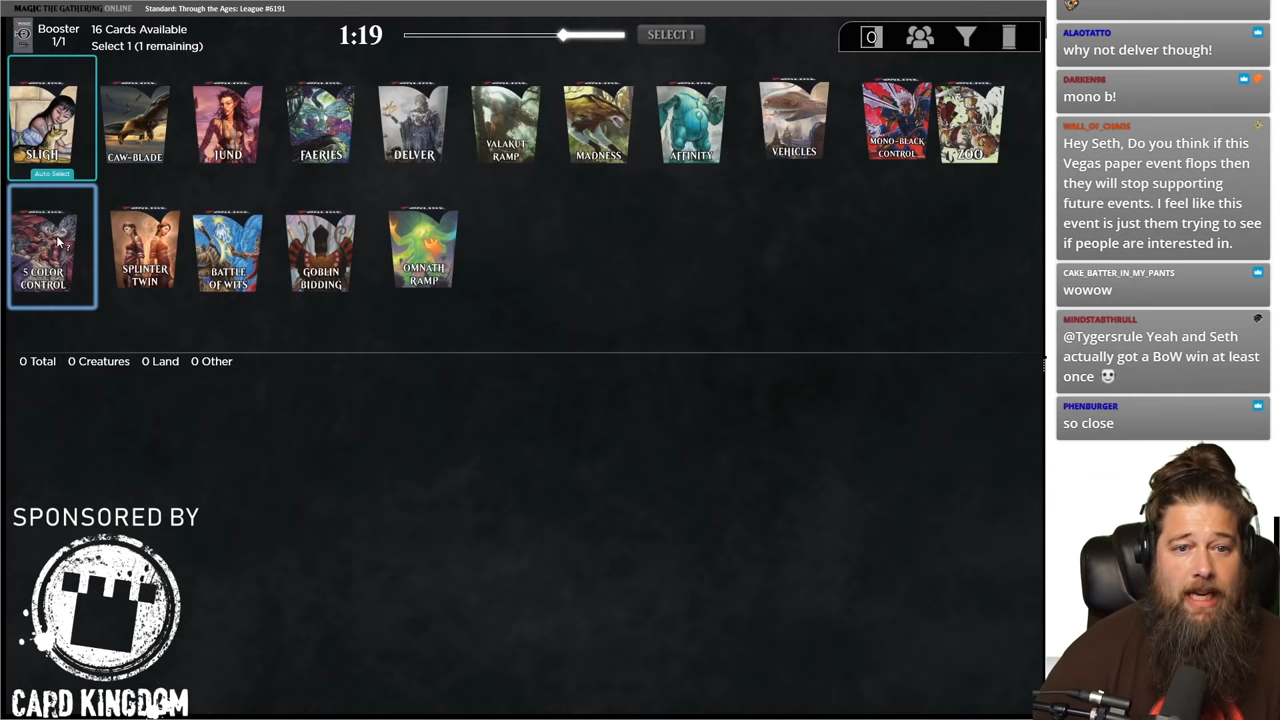 MAGIC THE GATHERING ONLINE
Standard: Through the Ages: League #6191
Booster
1/1
16 Cards Available
Select 1 (1 remaining)
1:19
SELECT 1
SLIGH
Auto Select
CAW-BLADE
JUND
FAERIES
DELVER
VALAKUT
RAMP
MADNESS
AFFINITY
VEHICLES
MONO-BLACK
CONTROL
ZOO
5 COLOR
CONTROL
SPLINTER
TWIN
BATTLE
OF WITS
GOBLIN
BIDDING
OMNATH
RAMP
0 Total 0 Creatures 0 Land 0 Other
SPONSORED BY
CARD KINGDOM
ALAOTATTO
why not delver though!
DARKEN98
mono b!
WALL_OF_CHAOS
Hey Seth, Do you think if this
Vegas paper event flops then
they will stop supporting
future events. I feel like this
event is just them trying to see
if people are interested in.
CAKE_BATTER_IN_MY_PANTS
wowow
MINDSTABTHRULL
@Tygersrule Yeah and Seth
actually got a BoW win at least
once
PHENBURGER
so close